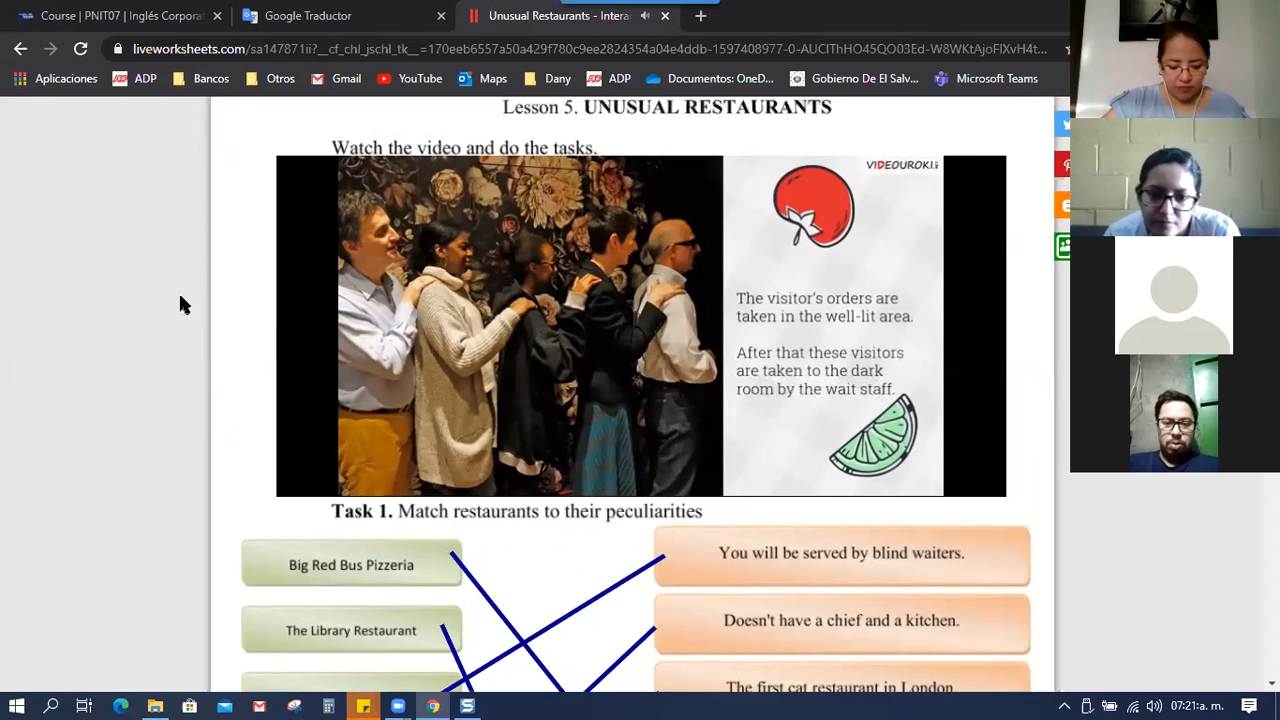 Course | PNIT07 | Inglés Corporat
Google Traductor
Unusual Restaurants - Interac
liveworksheets.com/sa147871ii?__cf_chl_jschl_tk__=170eeb6557a50a429f780c9ee2824354a04e4ddb-1597408977-0-AUCIThHO45QO03Ed-W8WKtAjoFlXvH4t...
Aplicaciones
ADP
Bancos
Otros
Gmail
YouTube
Maps
Dany
ADP
Documentos: OneD...
Gobierno De El Salv...
Microsoft Teams
Lesson 5. UNUSUAL RESTAURANTS
Watch the video and do the tasks.
VIDEOUROKI.
The visitor's orders are
taken in the well-lit area.
After that these visitors
are taken to the dark
room by the wait staff.
Task 1. Match restaurants to their peculiarities
Big Red Bus Pizzeria
You will be served by blind waiters.
The Library Restaurant
Doesn't have a chief and a kitchen.
The first cat restaurant in London
07:21 a. m.